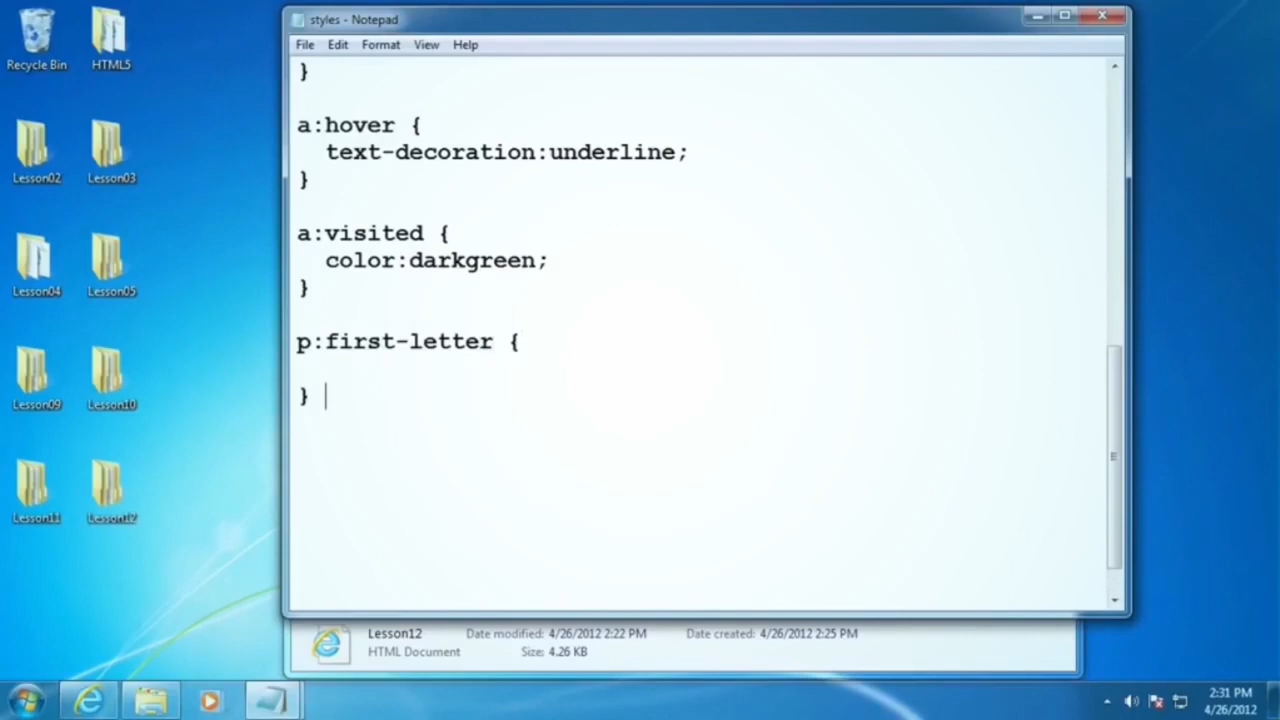 Recycle Bin
HTML5
Lesson02
Lesson03
Lesson04
Lesson05
Lesson09
Lesson10
Lesson11
Lesson12
styles - Notepad
File Edit Format View Help
}
a:hover {
text-decoration:underline;
}
a:visited {
color:darkgreen;
}
p:first-letter {
}
Lesson12 Date modified: 4/26/2012 2:22 PM Date created: 4/26/2012 2:25 PM
HTML Document Size: 4.26 KB
2:31 PM
4/26/2012